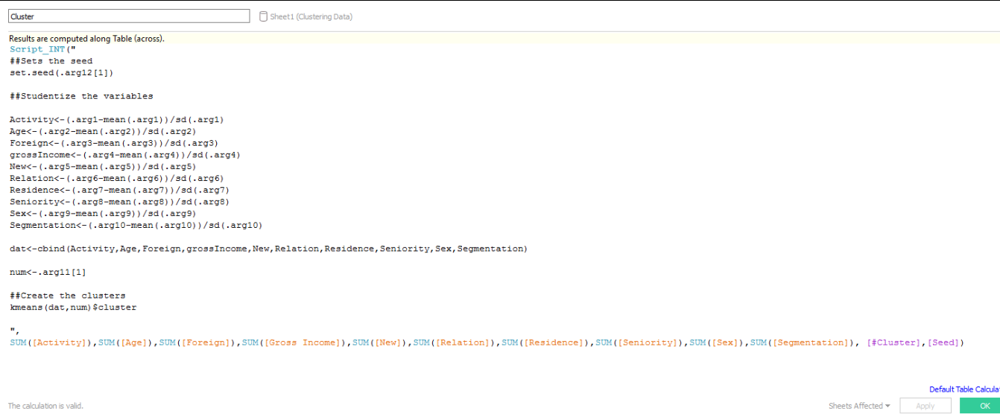 Cluster
Sheet1 (Clustering Data)
Results are computed along Table (across).
Script_INT("
##Sets the seed
set.seed(.arg12[1])
##Studentize the variables
Activity<-(.arg1-mean(.arg1))/sd(.arg1)
Age<-(.arg2-mean(.arg2))/sd(.arg2)
Foreign<-(.arg3-mean(.arg3))/sd(.arg3)
grossIncome<-(.arg4-mean(.arg4))/sd(.arg4)
New<-(.arg5-mean(.arg5))/sd(.arg5)
Relation<-(.arg6-mean(.arg6))/sd(.arg6)
Residence<-(.arg7-mean(.arg7))/sd(.arg7)
Seniority<-(.arg8-mean(.arg8))/sd(.arg8)
Sex<-(.arg9-mean(.arg9))/sd(.arg9)
Segmentation<-(.arg10-mean(.arg10))/sd(.arg10)
dat<-cbind(Activity,Age,Foreign,grossIncome,New,Relation,Residence,Seniority,Sex,Segmentation)
num<-.arg11[1]
##Create the clusters
kmeans(dat,num)$cluster
",
SUM([Activity]),SUM([Age]),SUM([Foreign]),SUM([Gross Income]),SUM([New]),SUM([Relation]),SUM([Residence]),SUM([Seniority]),SUM([Sex]),SUM([Segmentation]), [#Cluster],[Seed])
Default Table Calculat
The calculation is valid.
Sheets Affected
Apply
OK